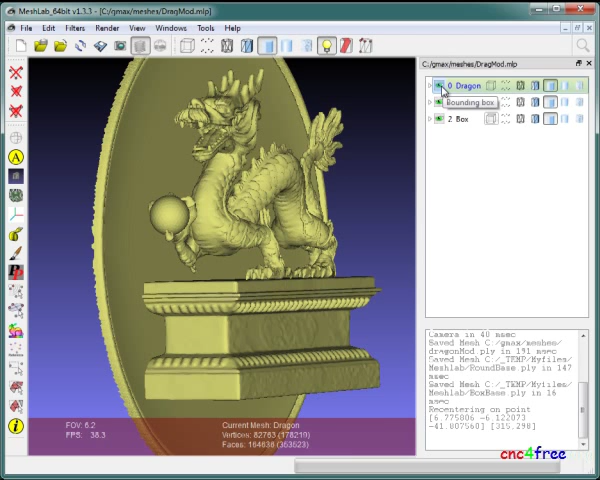 MeshLab_64bit v1.3.3 - [C:/gmax/meshes/DragMod.mlp]
File Edit Filters Render View Windows Tools Help
C:/gmax/meshes/DragMod.mlp
0 Dragon
Bounding box
2 Box
Camera in 40 msec
Saved Mesh C:/gmax/meshes/
dragonMod ply in 191 msec
Saved Mesh C:/_TEMP/Myfiles/
Meshlab/RoundBase ply in 147
msec
Saved Mesh C:/_TEMP/Myfiles/
Meshlab/BoxBase ply in 16
msec
Recentering on point
[6.775806 -6.122073
-41.807560] [315.298]
FOV: 6.2
FPS: 38.3
Current Mesh: Dragon
Vertices: 82763 (178219)
Faces: 164838 (353523)
cnc4free